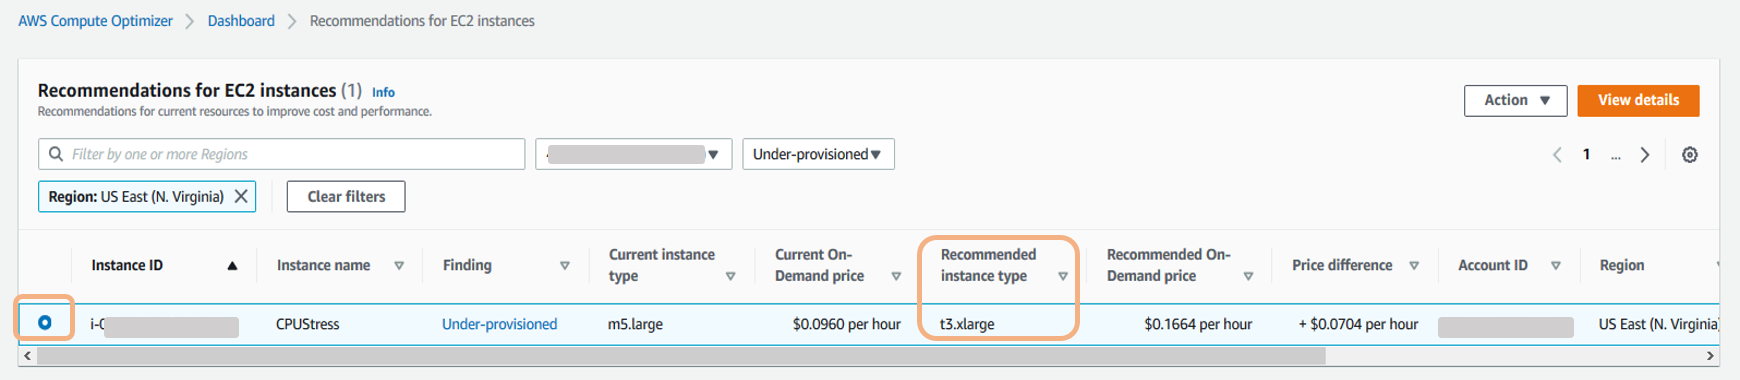 AWS Compute Optimizer > Dashboard > Recommendations for EC2 instances
Recommendations for EC2 instances (1) Info
Recommendations for current resources to improve cost and performance.
Action ▼ View details
Filter by one or more Regions
Under-provisioned ▼
1 ...
Region: US East (N. Virginia) X
Clear filters
Instance ID
Instance name
Finding
Current instance type
Current On-Demand price
Recommended instance type
Recommended On-Demand price
Price difference
Account ID
Region
i-0
CPUStress
Under-provisioned
m5.large
$0.0960 per hour
t3.xlarge
$0.1664 per hour
+ $0.0704 per hour
US East (N. Virginia)